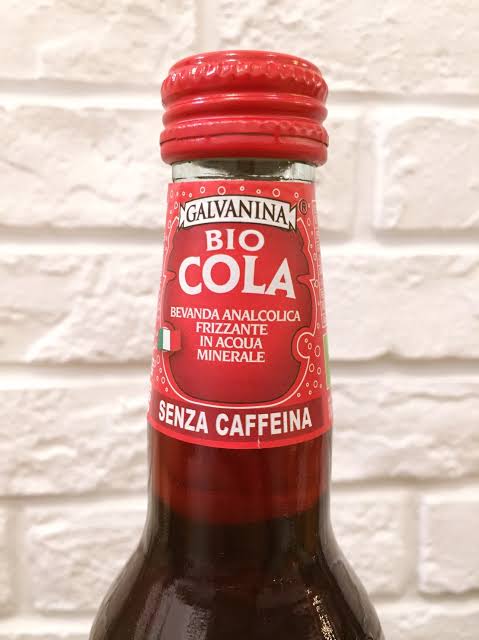 GALVANINA®
BIO
COLA
BEVANDA ANALCOLICA
FRIZZANTE
IN ACQUA
MINERALE
SENZA CAFFEINA